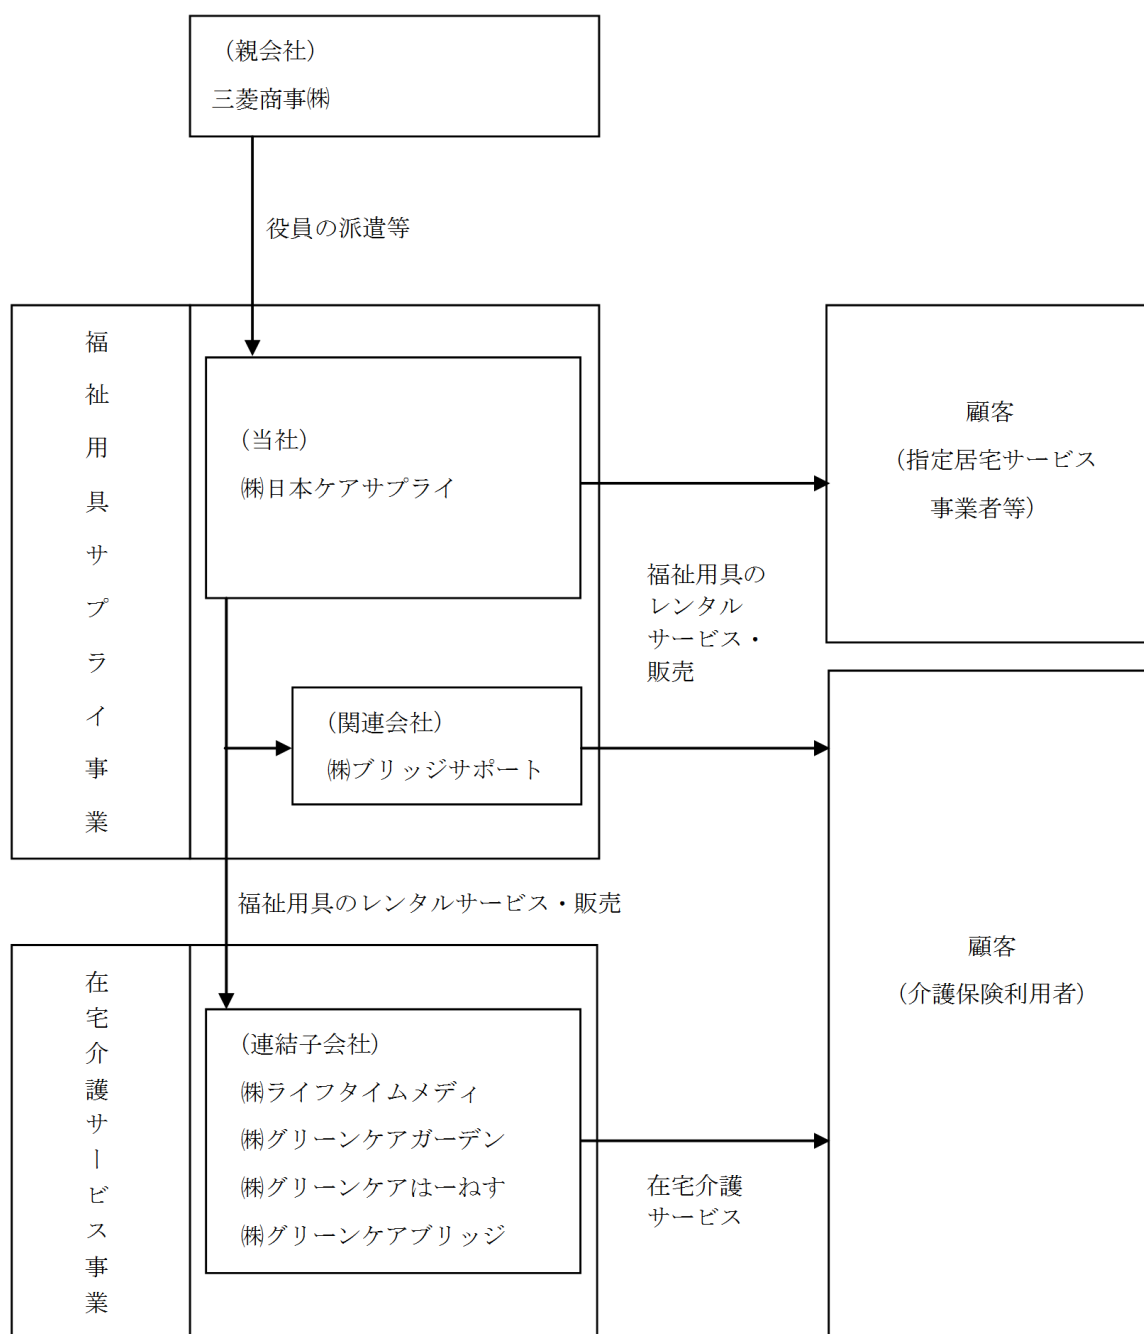 （親会社）
三菱商事㈱
役員の派遣等
福祉用具サプライ事業
（当社）
㈱日本ケアサプライ
顧客
（指定居宅サービス
事業者等）
福祉用具の
レンタル
サービス・
販売
（関連会社）
㈱ブリッジサポート
福祉用具のレンタルサービス・販売
顧客
（介護保険利用者）
在宅介護サービス事業
（連結子会社）
㈱ライフタイムメディ
㈱グリーンケアガーデン
㈱グリーンケアはーねす
㈱グリーンケアブリッジ
在宅介護
サービス